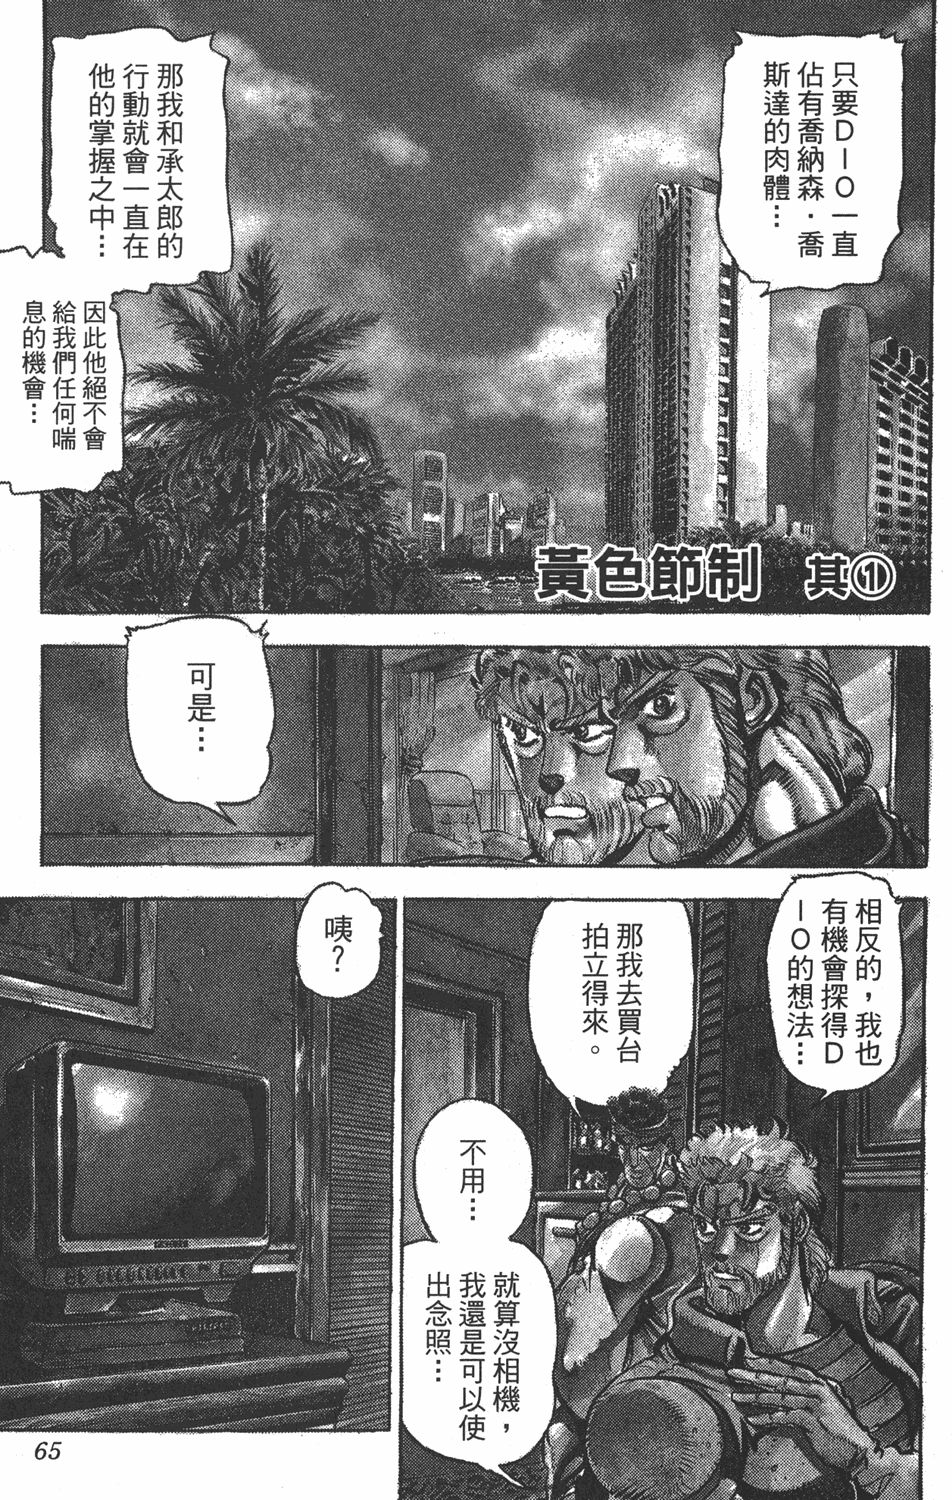 只要ＤＩＯ一直
佔有喬納森．喬
斯達的肉體…
那我和承太郎的
行動就會一直在
他的掌握之中…
因此他絕不會
給我們任何喘
息的機會…
黃色節制　其①
可是…
相反的，我也
有機會探得Ｄ
ＩＯ的想法…
那我去買台
拍立得來。
不用…
就算沒相機，
我還是可以使
出念照…
咦？
65